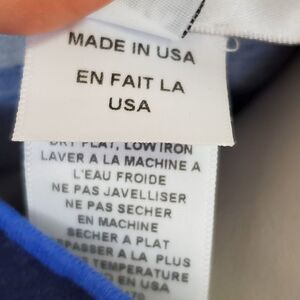 MADE IN USA
EN FAIT LA
USA
DRY FLAT, LOW IRON
LAVER A LA MACHINE A
L'EAU FROIDE
NE PAS JAVELLISER
NE PAS SECHER
EN MACHINE
SECHER A PLAT
PASSER A LA PLUS
TEMPERATURE
IN USA